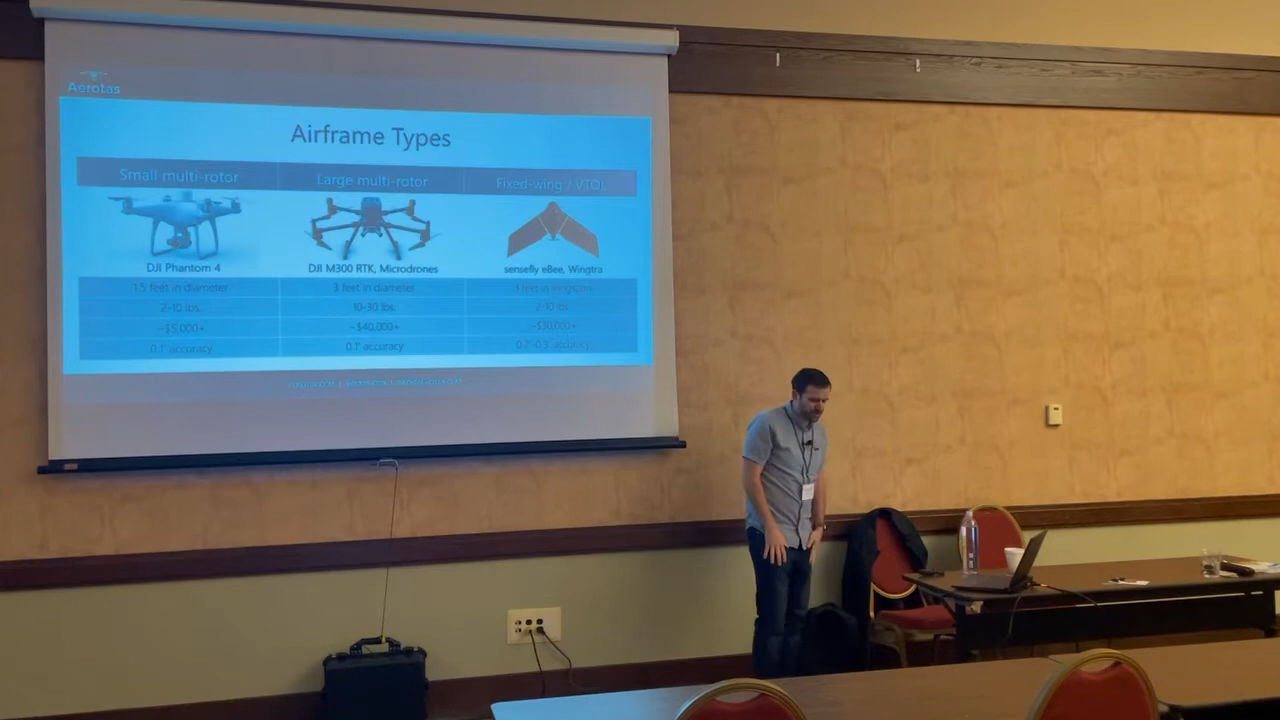 Aerotas
Airframe Types
Small multi-rotor
Large multi-rotor
Fixed-wing / VTOL
DJI Phantom 4
DJI M300 RTK, Microdrones
sensefly eBee, Wingtra
1.5 feet in diameter
3 feet in diameter
3 feet in wingspan
2-10 lbs.
10-30 lbs.
2-10 lbs.
~$5,000+
~$40,000+
~$30,000+
0.1' accuracy
0.1' accuracy
0.2'-0.3' accuracy